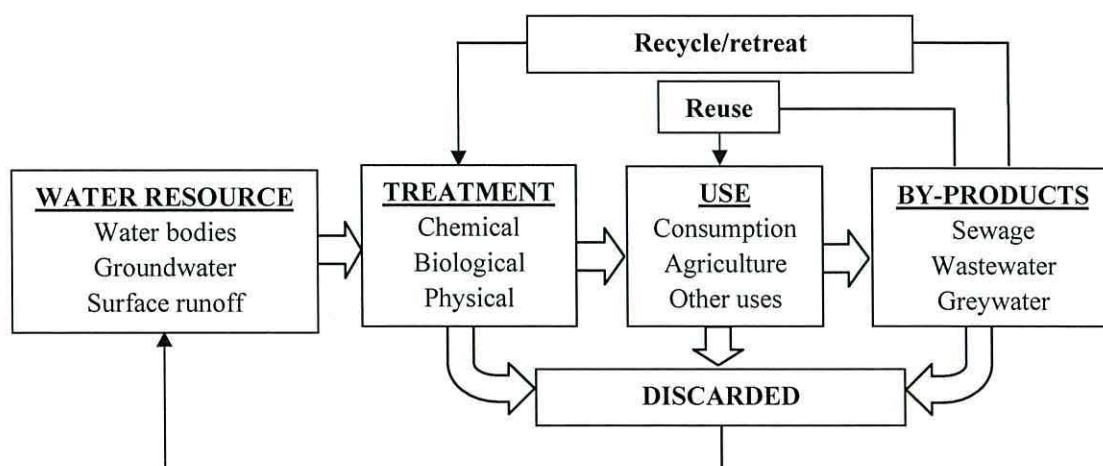 Recycle/retreat
Reuse
WATER RESOURCE
Water bodies
Groundwater
Surface runoff
TREATMENT
Chemical
Biological
Physical
USE
Consumption
Agriculture
Other uses
BY-PRODUCTS
Sewage
Wastewater
Greywater
DISCARDED